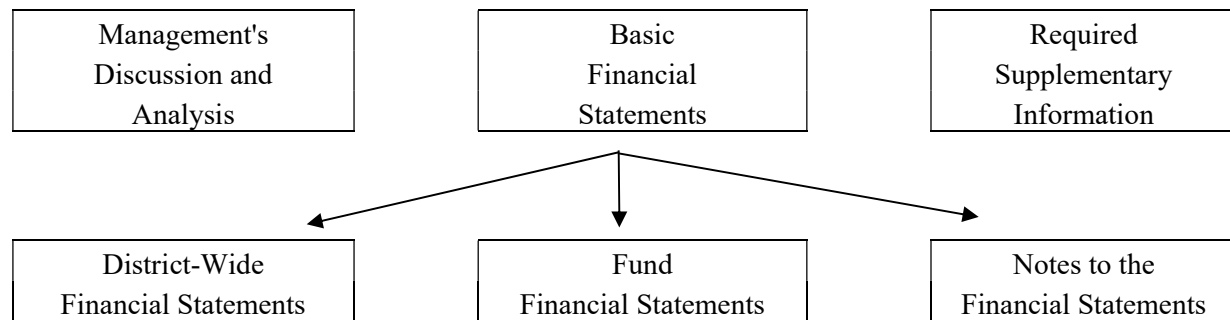 Management's
Discussion and
Analysis
Basic
Financial
Statements
Required
Supplementary
Information
District-Wide
Financial Statements
Fund
Financial Statements
Notes to the
Financial Statements